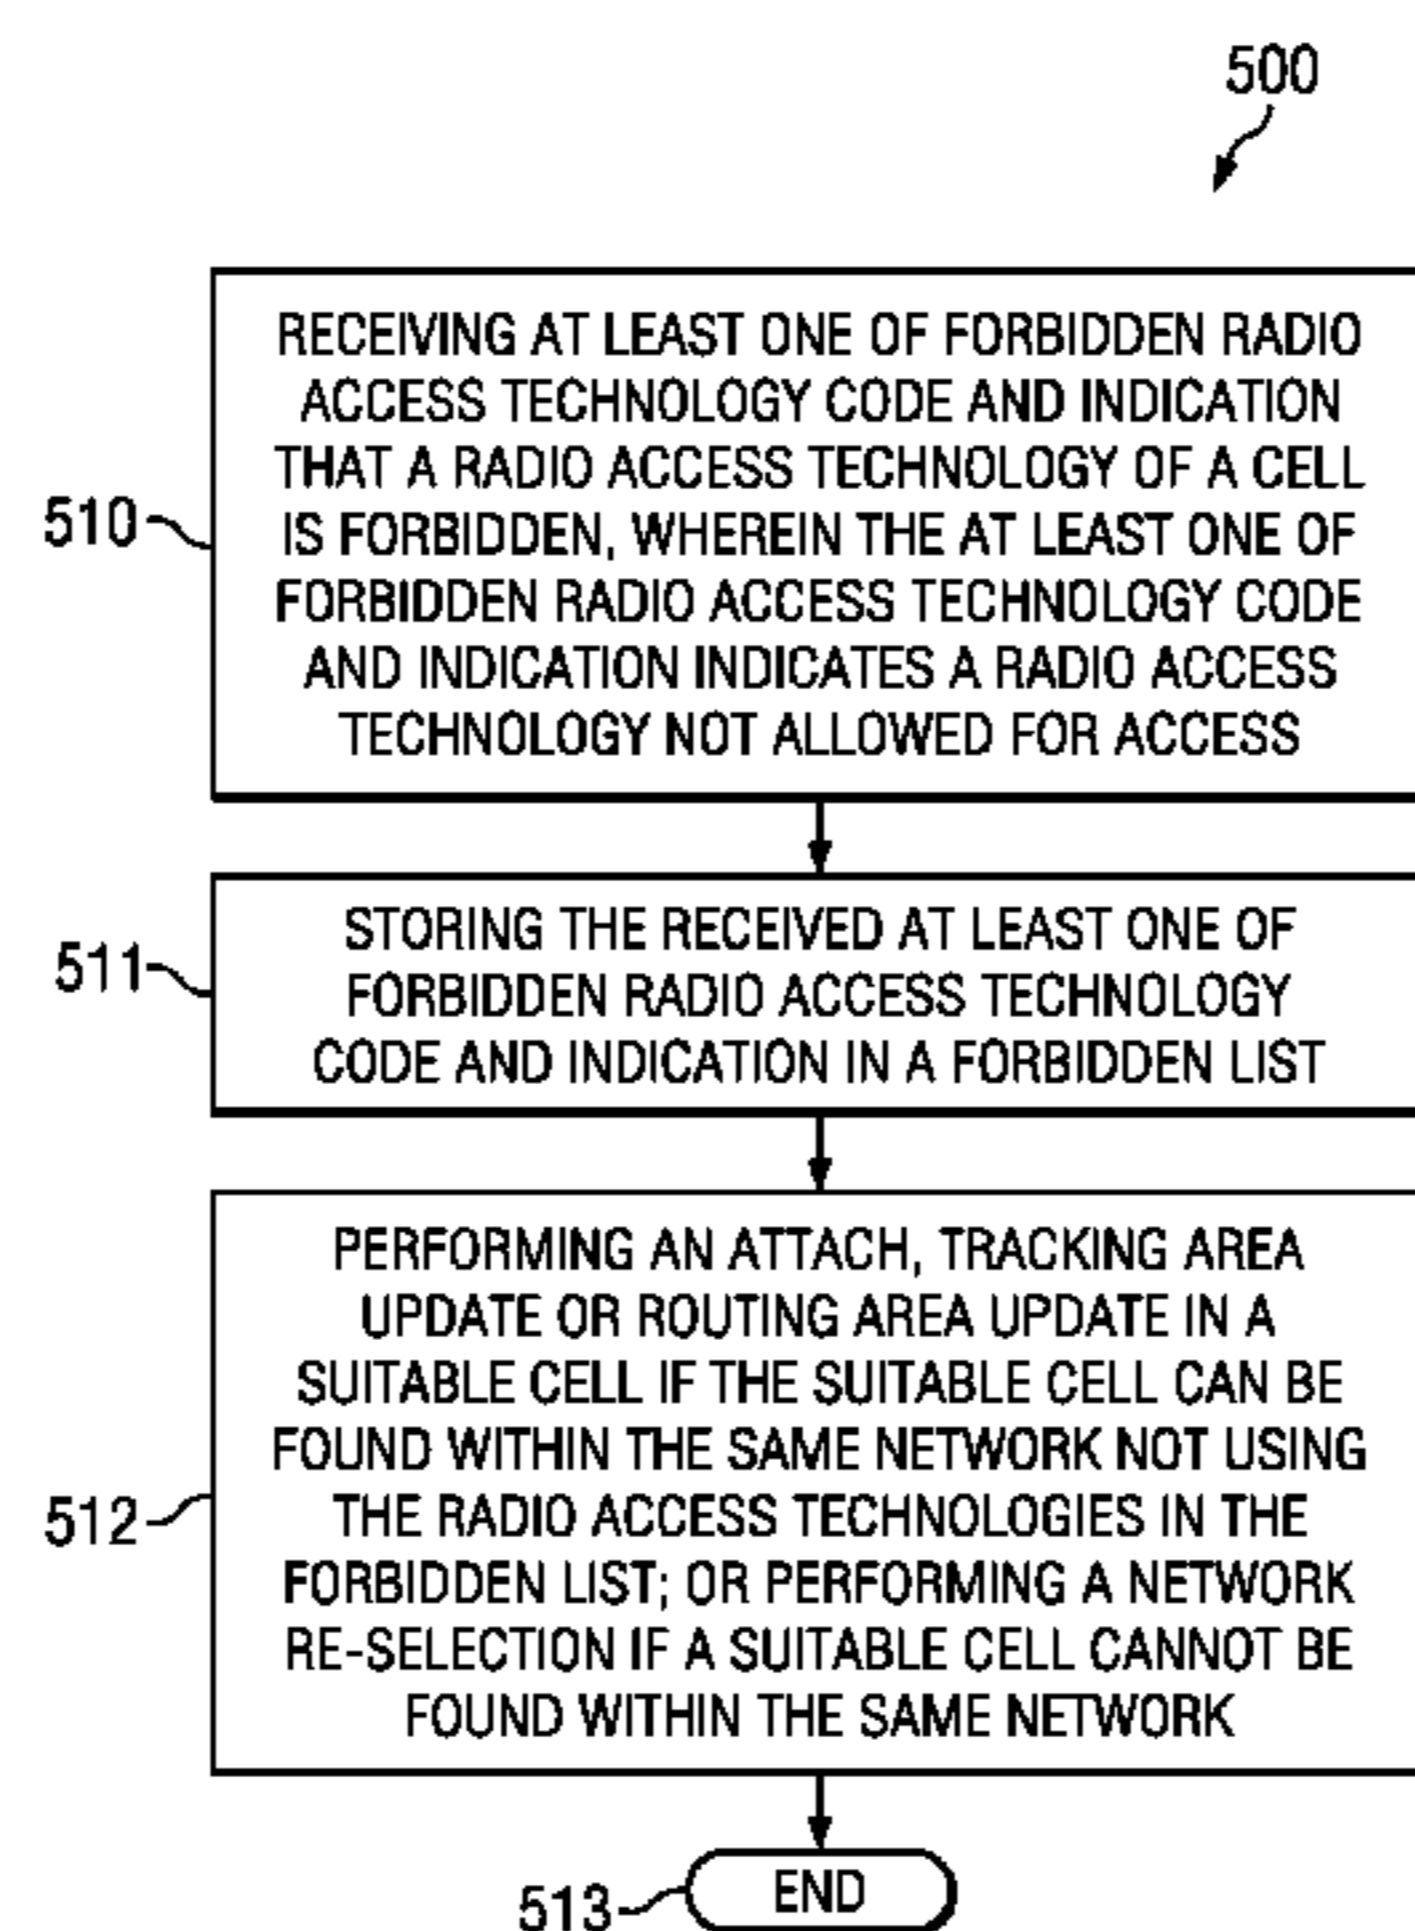 500
RECEIVING AT LEAST ONE OF FORBIDDEN RADIO
ACCESS TECHNOLOGY CODE AND INDICATION
THAT A RADIO ACCESS TECHNOLOGY OF A CELL
IS FORBIDDEN, WHEREIN THE AT LEAST ONE OF
FORBIDDEN RADIO ACCESS TECHNOLOGY CODE
AND INDICATION INDICATES A RADIO ACCESS
TECHNOLOGY NOT ALLOWED FOR ACCESS
510
STORING THE RECEIVED AT LEAST ONE OF
FORBIDDEN RADIO ACCESS TECHNOLOGY
CODE AND INDICATION IN A FORBIDDEN LIST
511
PERFORMING AN ATTACH, TRACKING AREA
UPDATE OR ROUTING AREA UPDATE IN A
SUITABLE CELL IF THE SUITABLE CELL CAN BE
FOUND WITHIN THE SAME NETWORK NOT USING
THE RADIO ACCESS TECHNOLOGIES IN THE
FORBIDDEN LIST; OR PERFORMING A NETWORK
RE-SELECTION IF A SUITABLE CELL CANNOT BE
FOUND WITHIN THE SAME NETWORK
512
END
513